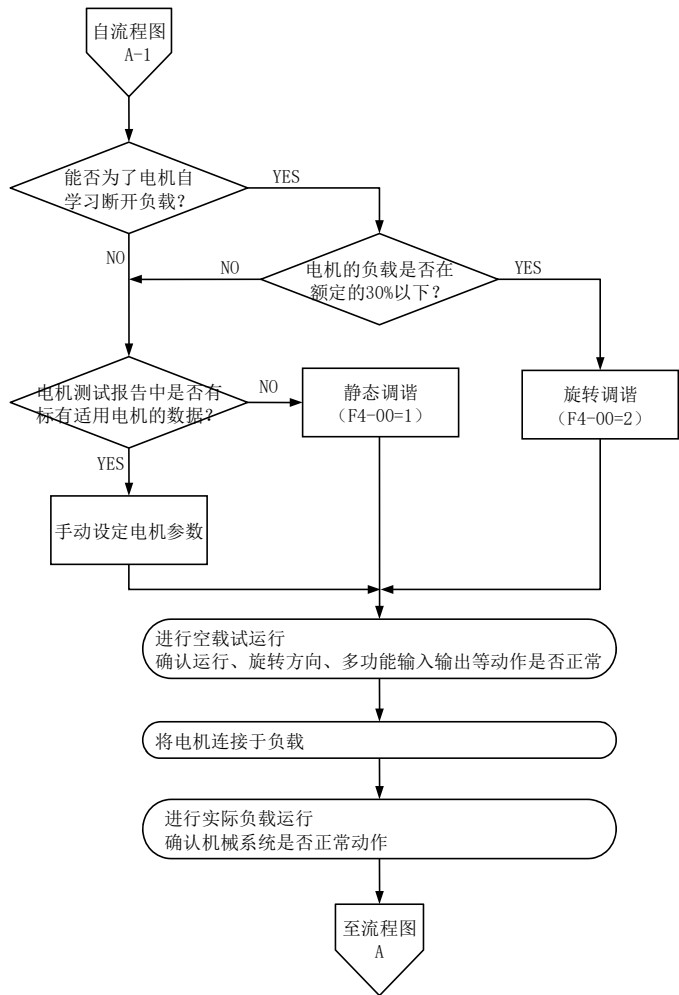 自流程图
A-1
能否为了电机自
学习断开负载?
YES
NO
电机的负载是否在
额定的30%以下?
NO
YES
电机测试报告中是否有
标有适用电机的数据?
NO
YES
静态调谐
（F4-00=1）
旋转调谐
（F4-00=2）
手动设定电机参数
进行空载试运行
确认运行、旋转方向、多功能输入输出等动作是否正常
将电机连接于负载
进行实际负载运行
确认机械系统是否正常动作
至流程图
A